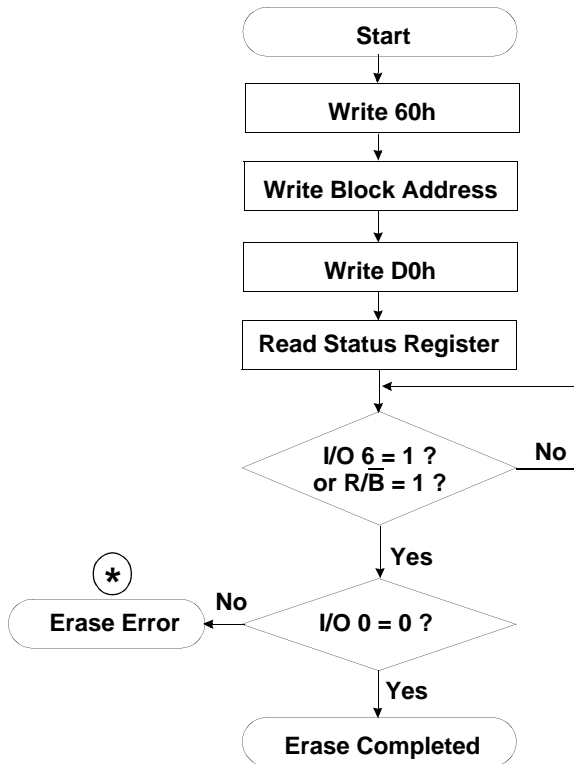 Start
Write 60h
Write Block Address
Write D0h
Read Status Register
I/O 6 = 1 ?
or R/B̅ = 1 ?
No
Yes
*
No
Erase Error
I/O 0 = 0 ?
Yes
Erase Completed